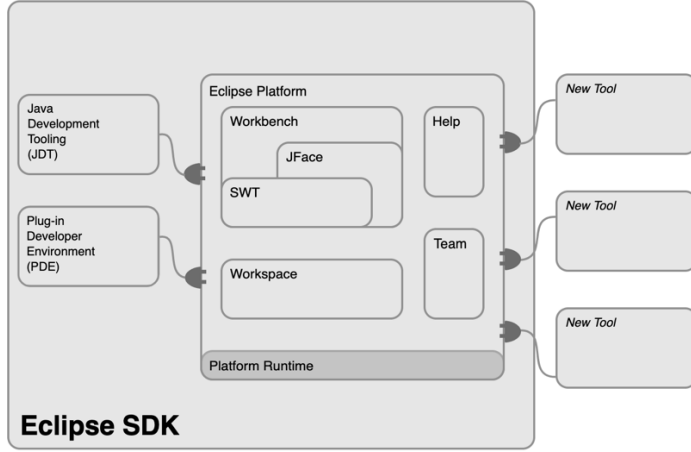 Java
Development
Tooling
(JDT)
Plug-in
Developer
Environment
(PDE)
Eclipse Platform
Workbench
JFace
SWT
Workspace
Help
Team
Platform Runtime
New Tool
New Tool
New Tool
Eclipse SDK